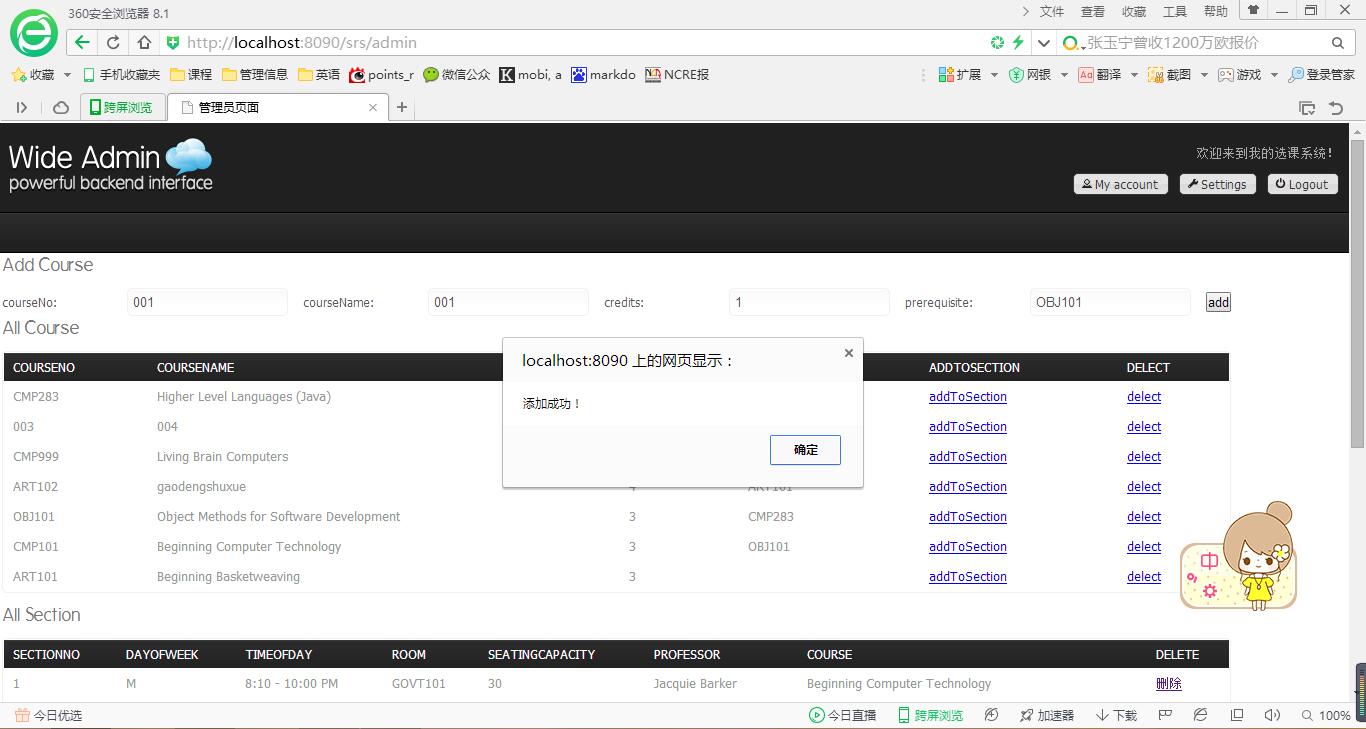 360安全浏览器 8.1
文件 查看 收藏 工具 帮助
http://localhost:8090/srs/admin
张玉宁曾收1200万欧报价
收藏 手机收藏夹 课程 管理信息 英语 points_r 微信公众 mobi, a markdo NCRE报 扩展 网银 翻译 截图 游戏 登录管家
跨屏浏览 管理员页面
Wide Admin
powerful backend interface
欢迎来到我的选课系统!
My account Settings Logout
Add Course
courseNo: 001 courseName: 001 credits: 1 prerequisite: OBJ101 add
All Course
COURSENO COURSENAME ADDTOSECTION DELECT
CMP283 Higher Level Languages (Java) addToSection delect
003 004 addToSection delect
CMP999 Living Brain Computers addToSection delect
ART102 gaodengshuxue 4 ART101 addToSection delect
OBJ101 Object Methods for Software Development 3 CMP283 addToSection delect
CMP101 Beginning Computer Technology 3 OBJ101 addToSection delect
ART101 Beginning Basketweaving 3 addToSection delect
localhost:8090 上的网页显示:
添加成功!
确定
中
All Section
SECTIONNO DAYOFWEEK TIMEOFDAY ROOM SEATINGCAPACITY PROFESSOR COURSE DELETE
1 M 8:10 - 10:00 PM GOVT101 30 Jacquie Barker Beginning Computer Technology 删除
今日优选 今日直播 跨屏浏览 加速器 下载 100%